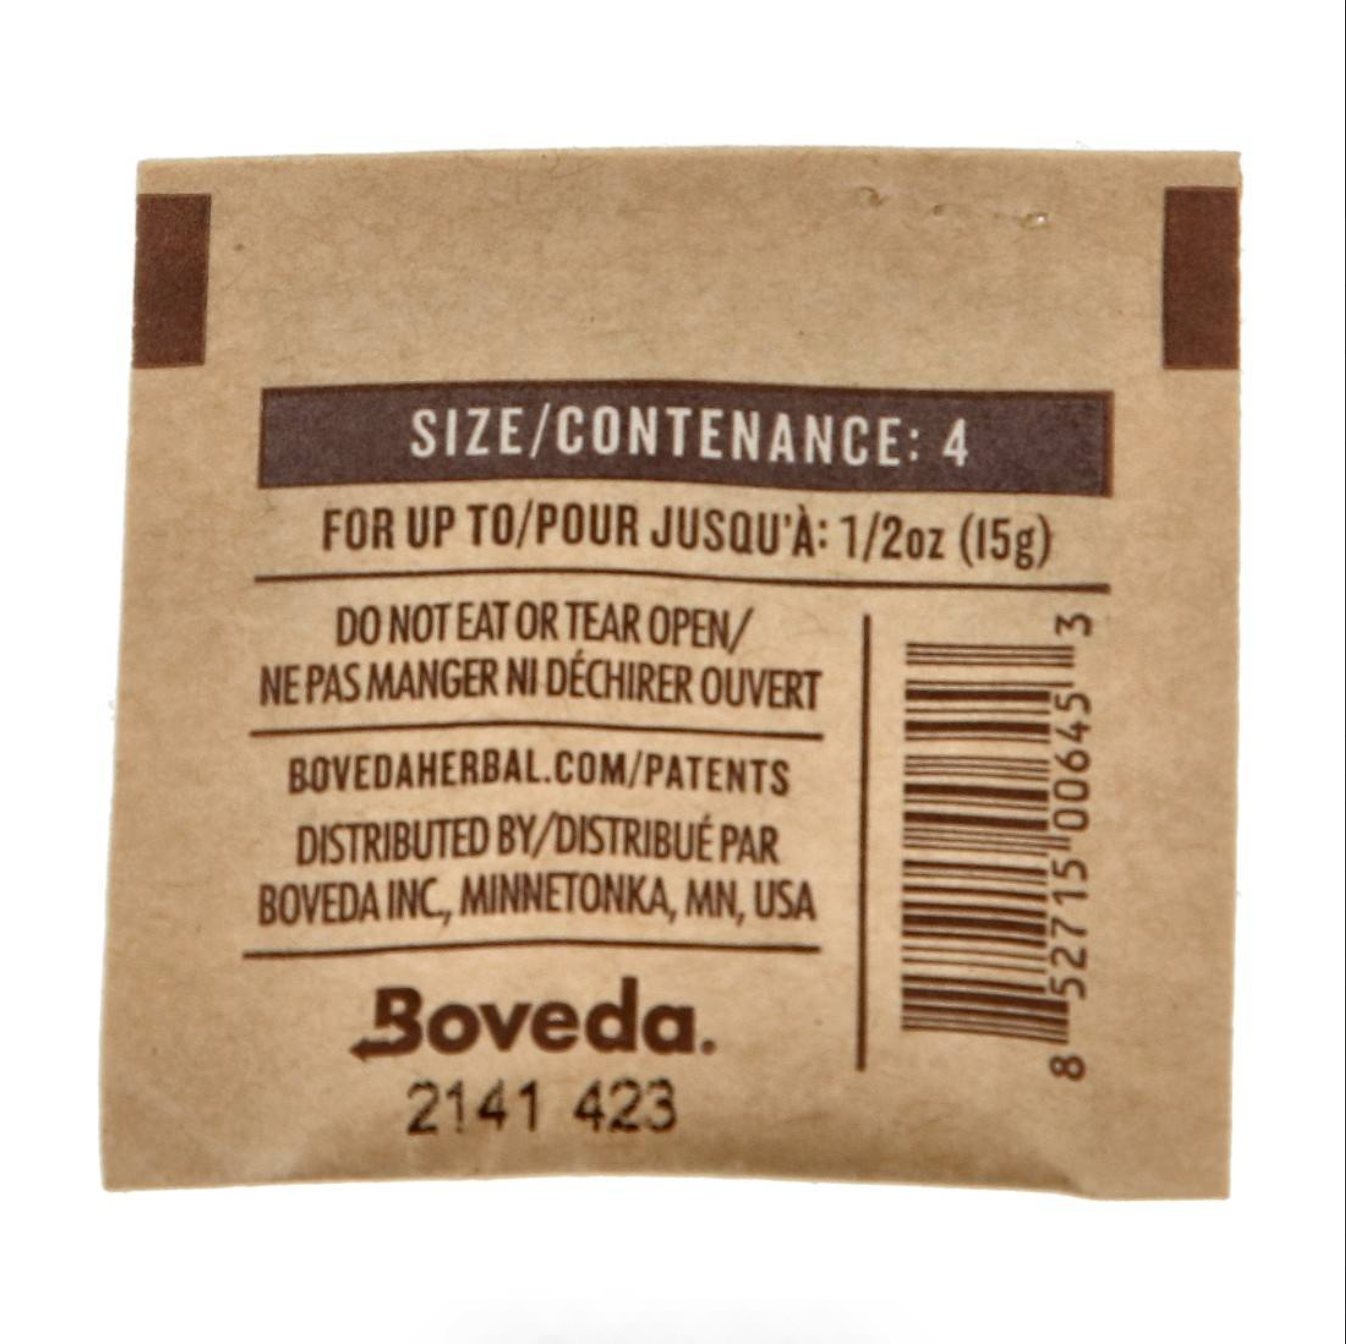 SIZE/CONTENANCE: 4
FOR UP TO/POUR JUSQU'À: 1/2oz (15g)
DO NOT EAT OR TEAR OPEN/
NE PAS MANGER NI DÉCHIRER OUVERT
BOVEDAHERBAL.COM/PATENTS
DISTRIBUTED BY/DISTRIBUÉ PAR
BOVEDA INC, MINNETONKA, MN, USA
Boveda.
2141 423
8 52715 00645 3